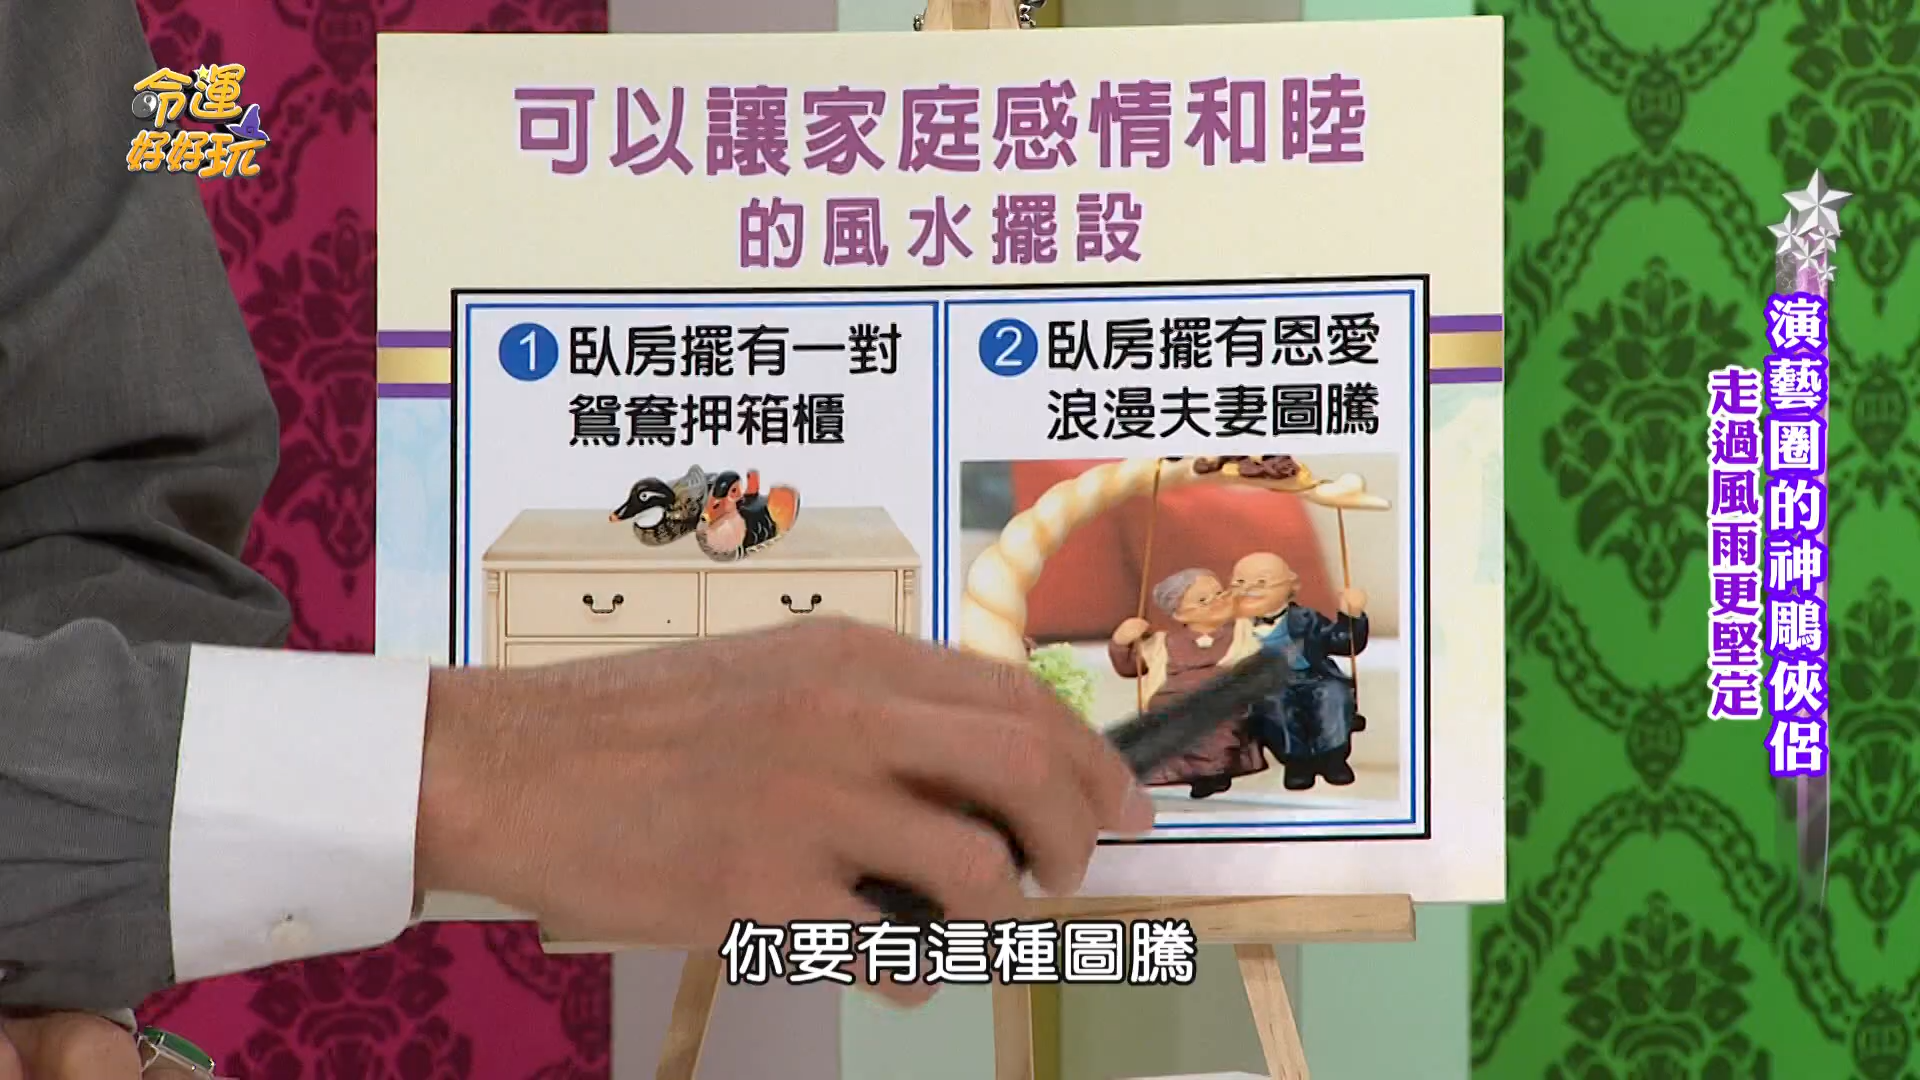 命運
好好玩
可以讓家庭感情和睦
的風水擺設
1 臥房擺有一對
鴛鴦押箱櫃
2 臥房擺有恩愛
浪漫夫妻圖騰
演藝圈的神鵰俠侶
走過風雨更堅定
你要有這種圖騰